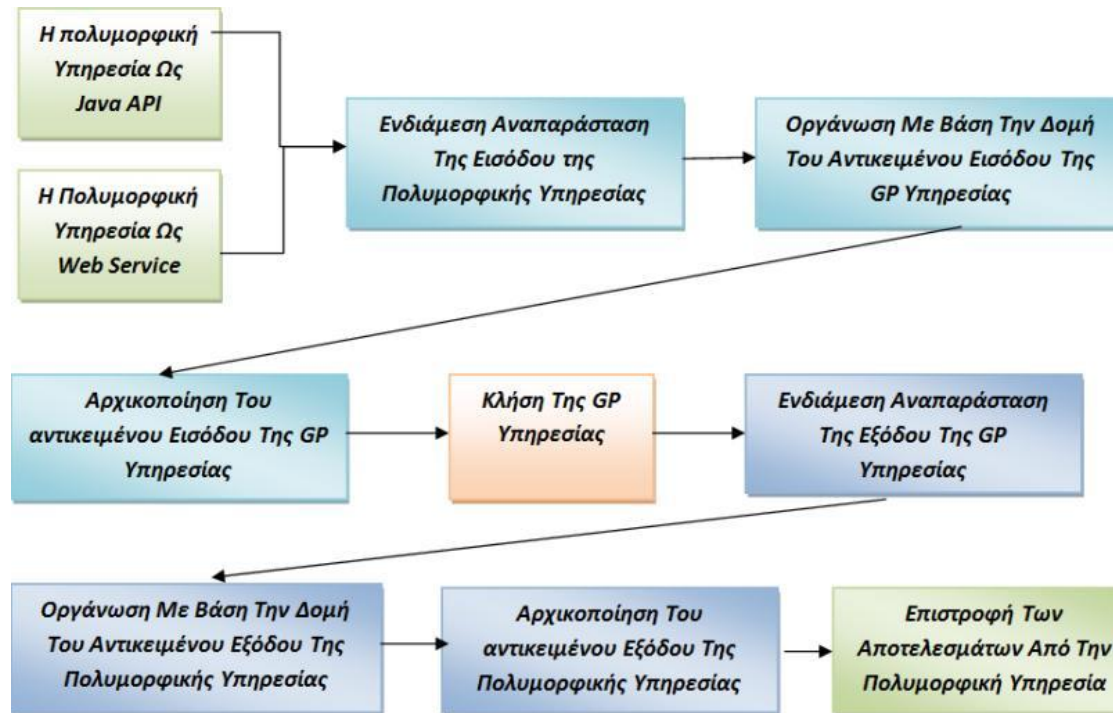 Η πολυμορφική
Υπηρεσία Ως
Java API
Η Πολυμορφική
Υπηρεσία Ως
Web Service
Ενδιάμεση Αναπαράσταση
Της Εισόδου της
Πολυμορφικής Υπηρεσίας
Οργάνωση Με Βάση Την Δομή
Του Αντικειμένου Εισόδου Της
GP Υπηρεσίας
Αρχικοποίηση Του
αντικειμένου Εισόδου Της GP
Υπηρεσίας
Κλήση Της GP
Υπηρεσίας
Ενδιάμεση Αναπαράσταση
Της Εξόδου Της GP
Υπηρεσίας
Οργάνωση Με Βάση Την Δομή
Του Αντικειμένου Εξόδου Της
Πολυμορφικής Υπηρεσίας
Αρχικοποίηση Του
αντικειμένου Εξόδου Της
Πολυμορφικής Υπηρεσίας
Επιστροφή Των
Αποτελεσμάτων Από Την
Πολυμορφική Υπηρεσία